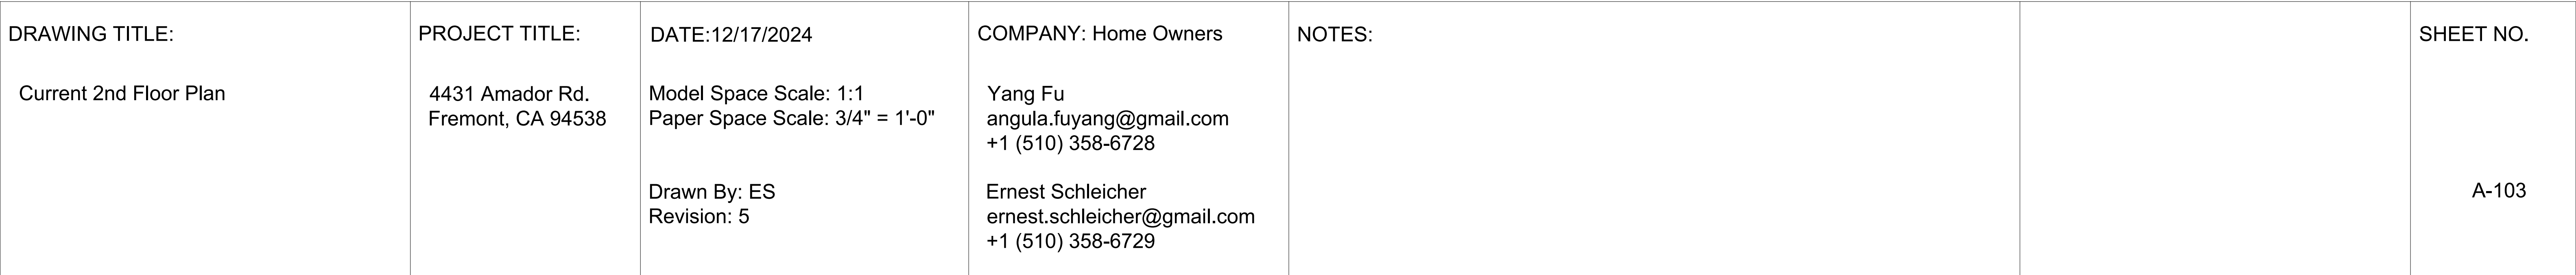 DRAWING TITLE:
Current 2nd Floor Plan
PROJECT TITLE:
4431 Amador Rd.
Fremont, CA 94538
DATE:12/17/2024
Model Space Scale: 1:1
Paper Space Scale: 3/4" = 1'-0"
Drawn By: ES
Revision: 5
COMPANY: Home Owners
Yang Fu
angula.fuyang@gmail.com
+1 (510) 358-6728
Ernest Schleicher
ernest.schleicher@gmail.com
+1 (510) 358-6729
NOTES:
SHEET NO.
A-103